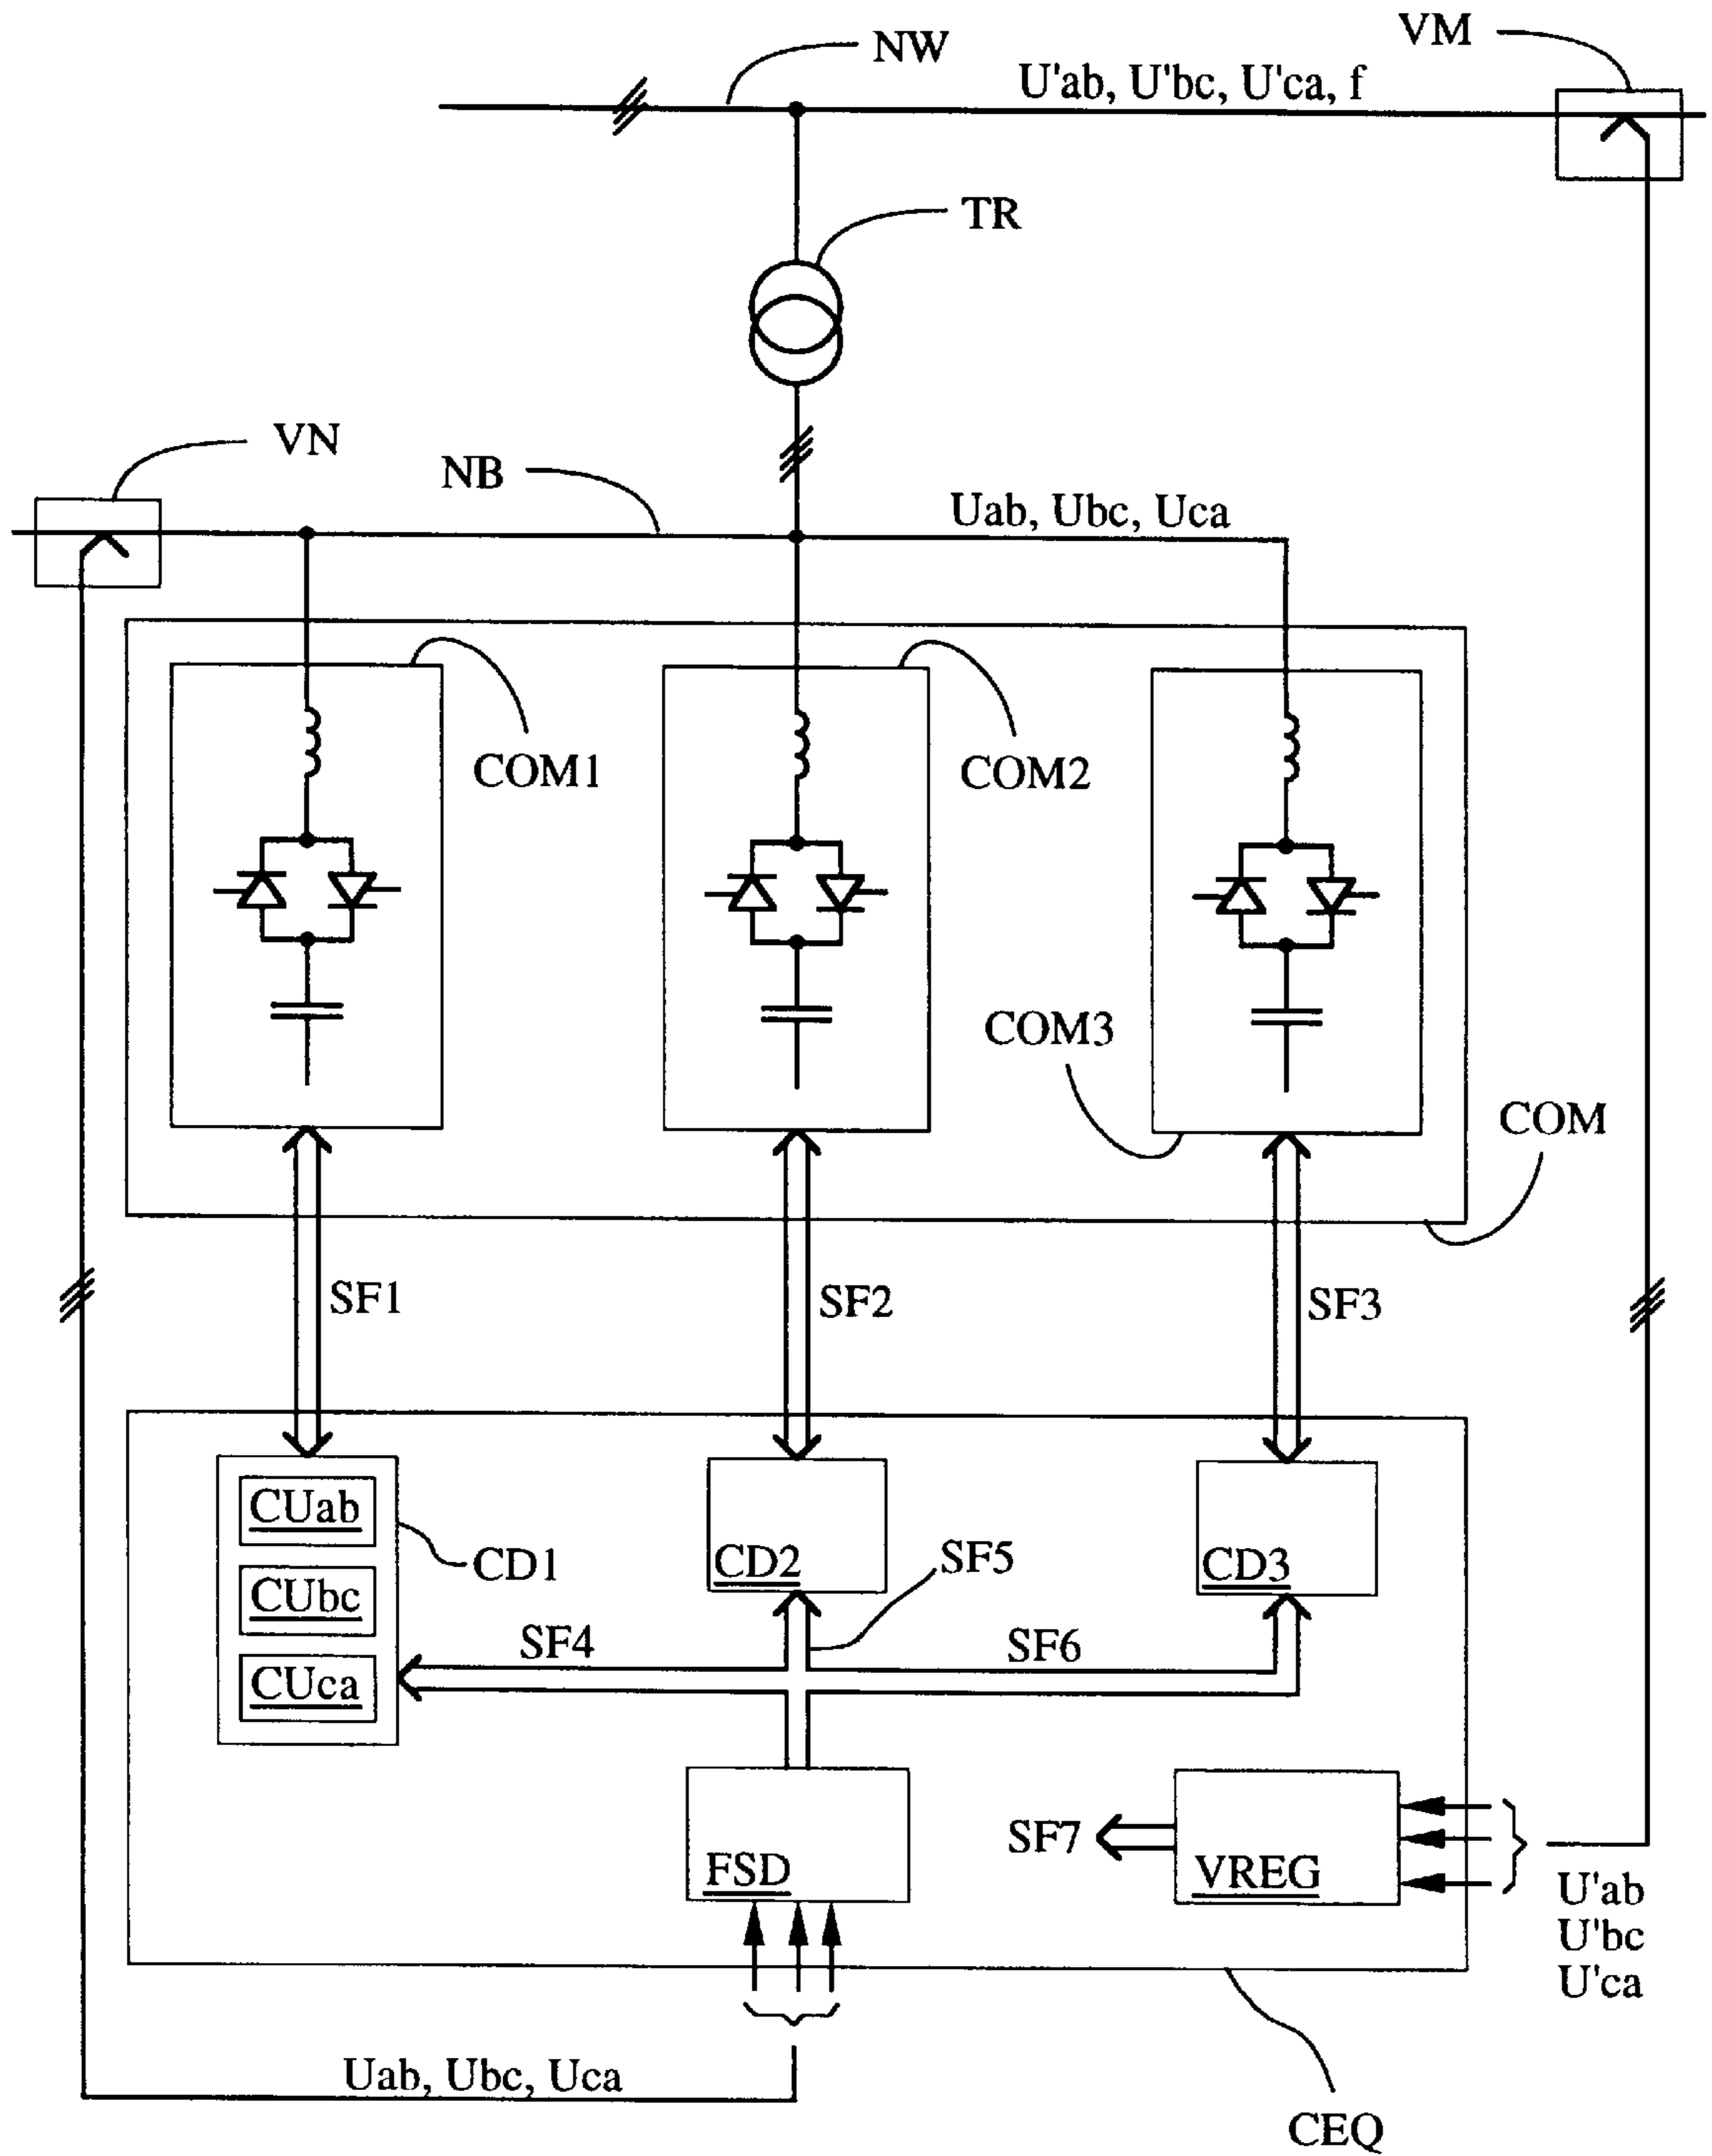 NW
VM
U'ab, U'bc, U'ca, f
TR
VN
NB
Uab, Ubc, Uca
COM1
COM2
COM3
COM
SF1
SF2
SF3
CUab
CUbc
CUca
CD1
CD2
SF5
CD3
SF4
SF6
FSD
SF7
VREG
U'ab
U'bc
U'ca
Uab, Ubc, Uca
CEQ